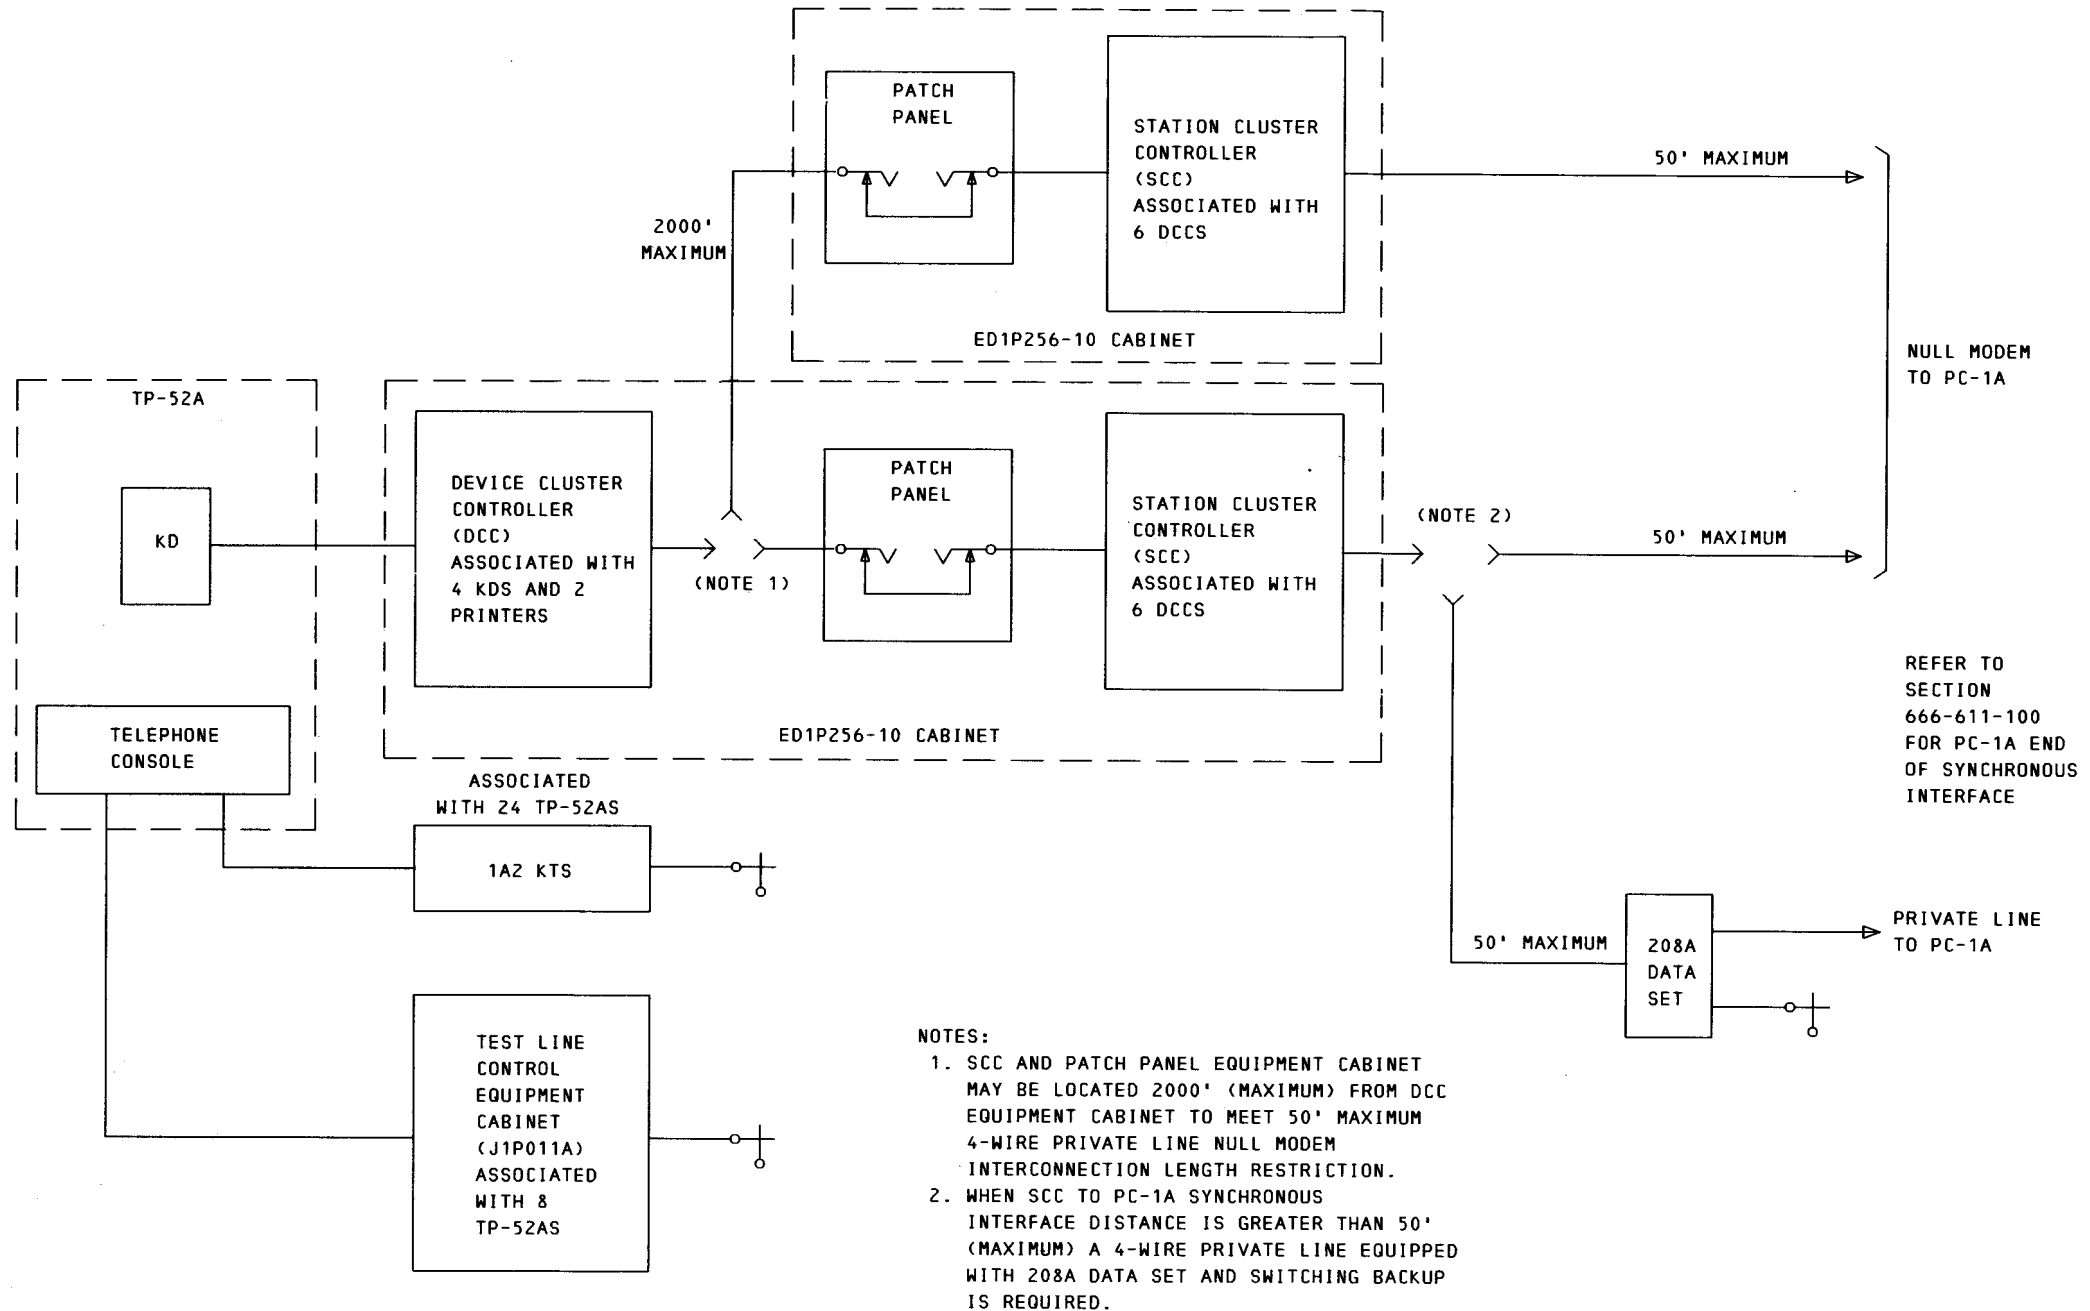 PATCH
PANEL
STATION CLUSTER
CONTROLLER
(SCC)
ASSOCIATED WITH
6 DCCS
50' MAXIMUM
2000'
MAXIMUM
ED1P256-10 CABINET
NULL MODEM
TO PC-1A
TP-52A
KD
DEVICE CLUSTER
CONTROLLER
(DCC)
ASSOCIATED WITH
4 KDS AND 2
PRINTERS
(NOTE 1)
PATCH
PANEL
STATION CLUSTER
CONTROLLER
(SCC)
ASSOCIATED WITH
6 DCCS
(NOTE 2)
50' MAXIMUM
ED1P256-10 CABINET
REFER TO
SECTION
666-611-100
FOR PC-1A END
OF SYNCHRONOUS
INTERFACE
TELEPHONE
CONSOLE
ASSOCIATED
WITH 24 TP-52AS
1A2 KTS
50' MAXIMUM
208A
DATA
SET
PRIVATE LINE
TO PC-1A
TEST LINE
CONTROL
EQUIPMENT
CABINET
(J1P011A)
ASSOCIATED
WITH 8
TP-52AS
NOTES:
1. SCC AND PATCH PANEL EQUIPMENT CABINET
MAY BE LOCATED 2000' (MAXIMUM) FROM DCC
EQUIPMENT CABINET TO MEET 50' MAXIMUM
4-WIRE PRIVATE LINE NULL MODEM
INTERCONNECTION LENGTH RESTRICTION.
2. WHEN SCC TO PC-1A SYNCHRONOUS
INTERFACE DISTANCE IS GREATER THAN 50'
(MAXIMUM) A 4-WIRE PRIVATE LINE EQUIPPED
WITH 208A DATA SET AND SWITCHING BACKUP
IS REQUIRED.